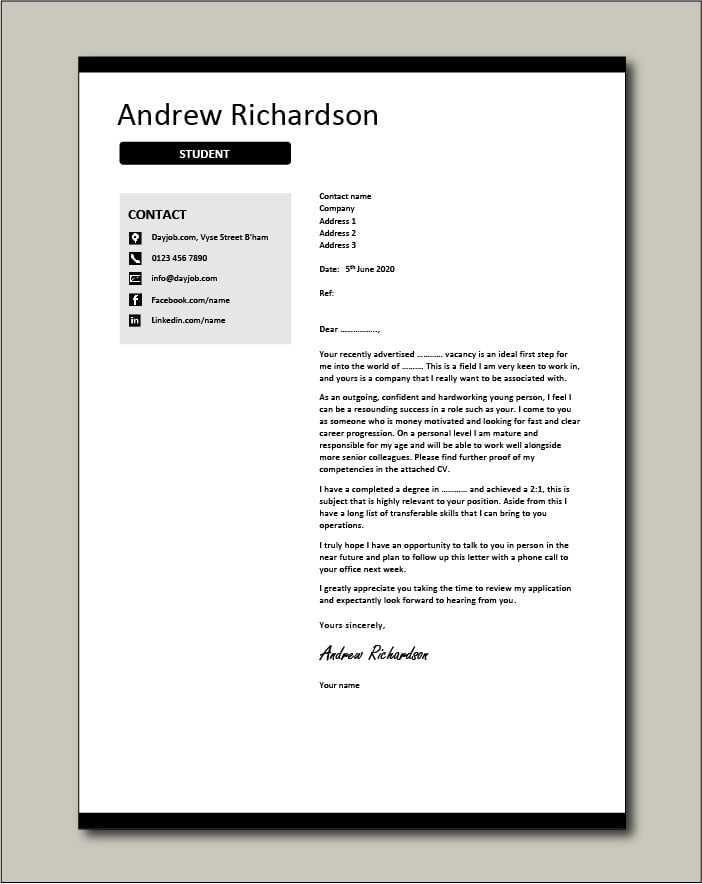 Andrew Richardson
STUDENT
CONTACT
Dayjob.com, Vyse Street B'ham
0123 456 7890
info@dayjob.com
Facebook.com/name
Linkedin.com/name
Contact name
Company
Address 1
Address 2
Address 3
Date: 5th June 2020
Ref:
Dear ……………..,
Your recently advertised ………… vacancy is an ideal first step for
me into the world of ………. This is a field I am very keen to work in,
and yours is a company that I really want to be associated with.
As an outgoing, confident and hardworking young person, I feel I
can be a resounding success in a role such as your. I come to you
as someone who is money motivated and looking for fast and clear
career progression. On a personal level I am mature and
responsible for my age and will be able to work well alongside
more senior colleagues. Please find further proof of my
competencies in the attached CV.
I have a completed a degree in ………… and achieved a 2:1, this is
subject that is highly relevant to your position. Aside from this I
have a long list of transferable skills that I can bring to you
operations.
I truly hope I have an opportunity to talk to you in person in the
near future and plan to follow up this letter with a phone call to
your office next week.
I greatly appreciate you taking the time to review my application
and expectantly look forward to hearing from you.
Yours sincerely,
Andrew Richardson
Your name